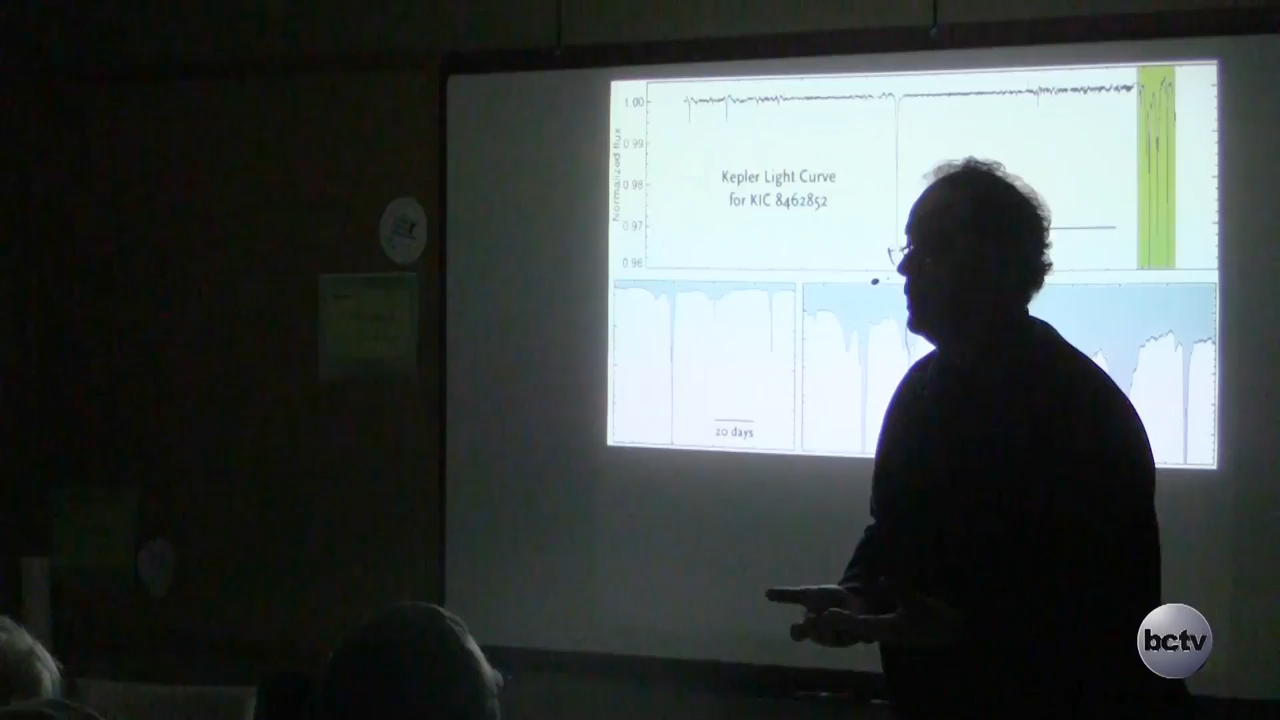 1.00
0.99
0.98
0.97
0.96
Normalized flux
Kepler Light Curve
for KIC 8462852
20 days
bctv